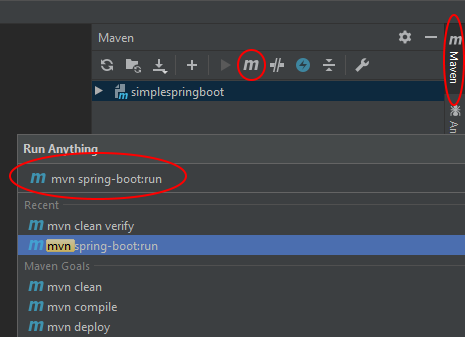 Maven
m
Maven
simplespringboot
An
Run Anything
m mvn spring-boot:run
Recent
m mvn clean verify
m mvn spring-boot:run
Maven Goals
m mvn clean
m mvn compile
m mvn deploy